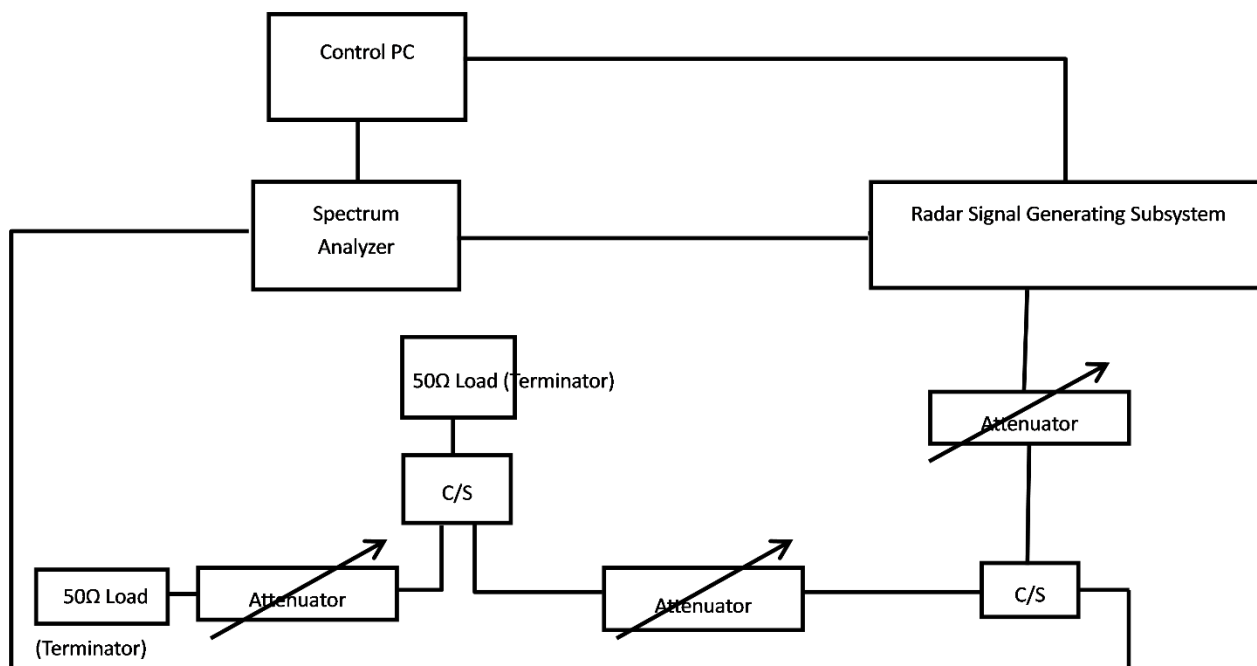 Control PC
Spectrum
Analyzer
Radar Signal Generating Subsystem
50Ω Load (Terminator)
Attenuator
C/S
50Ω Load
(Terminator)
Attenuator
Attenuator
C/S